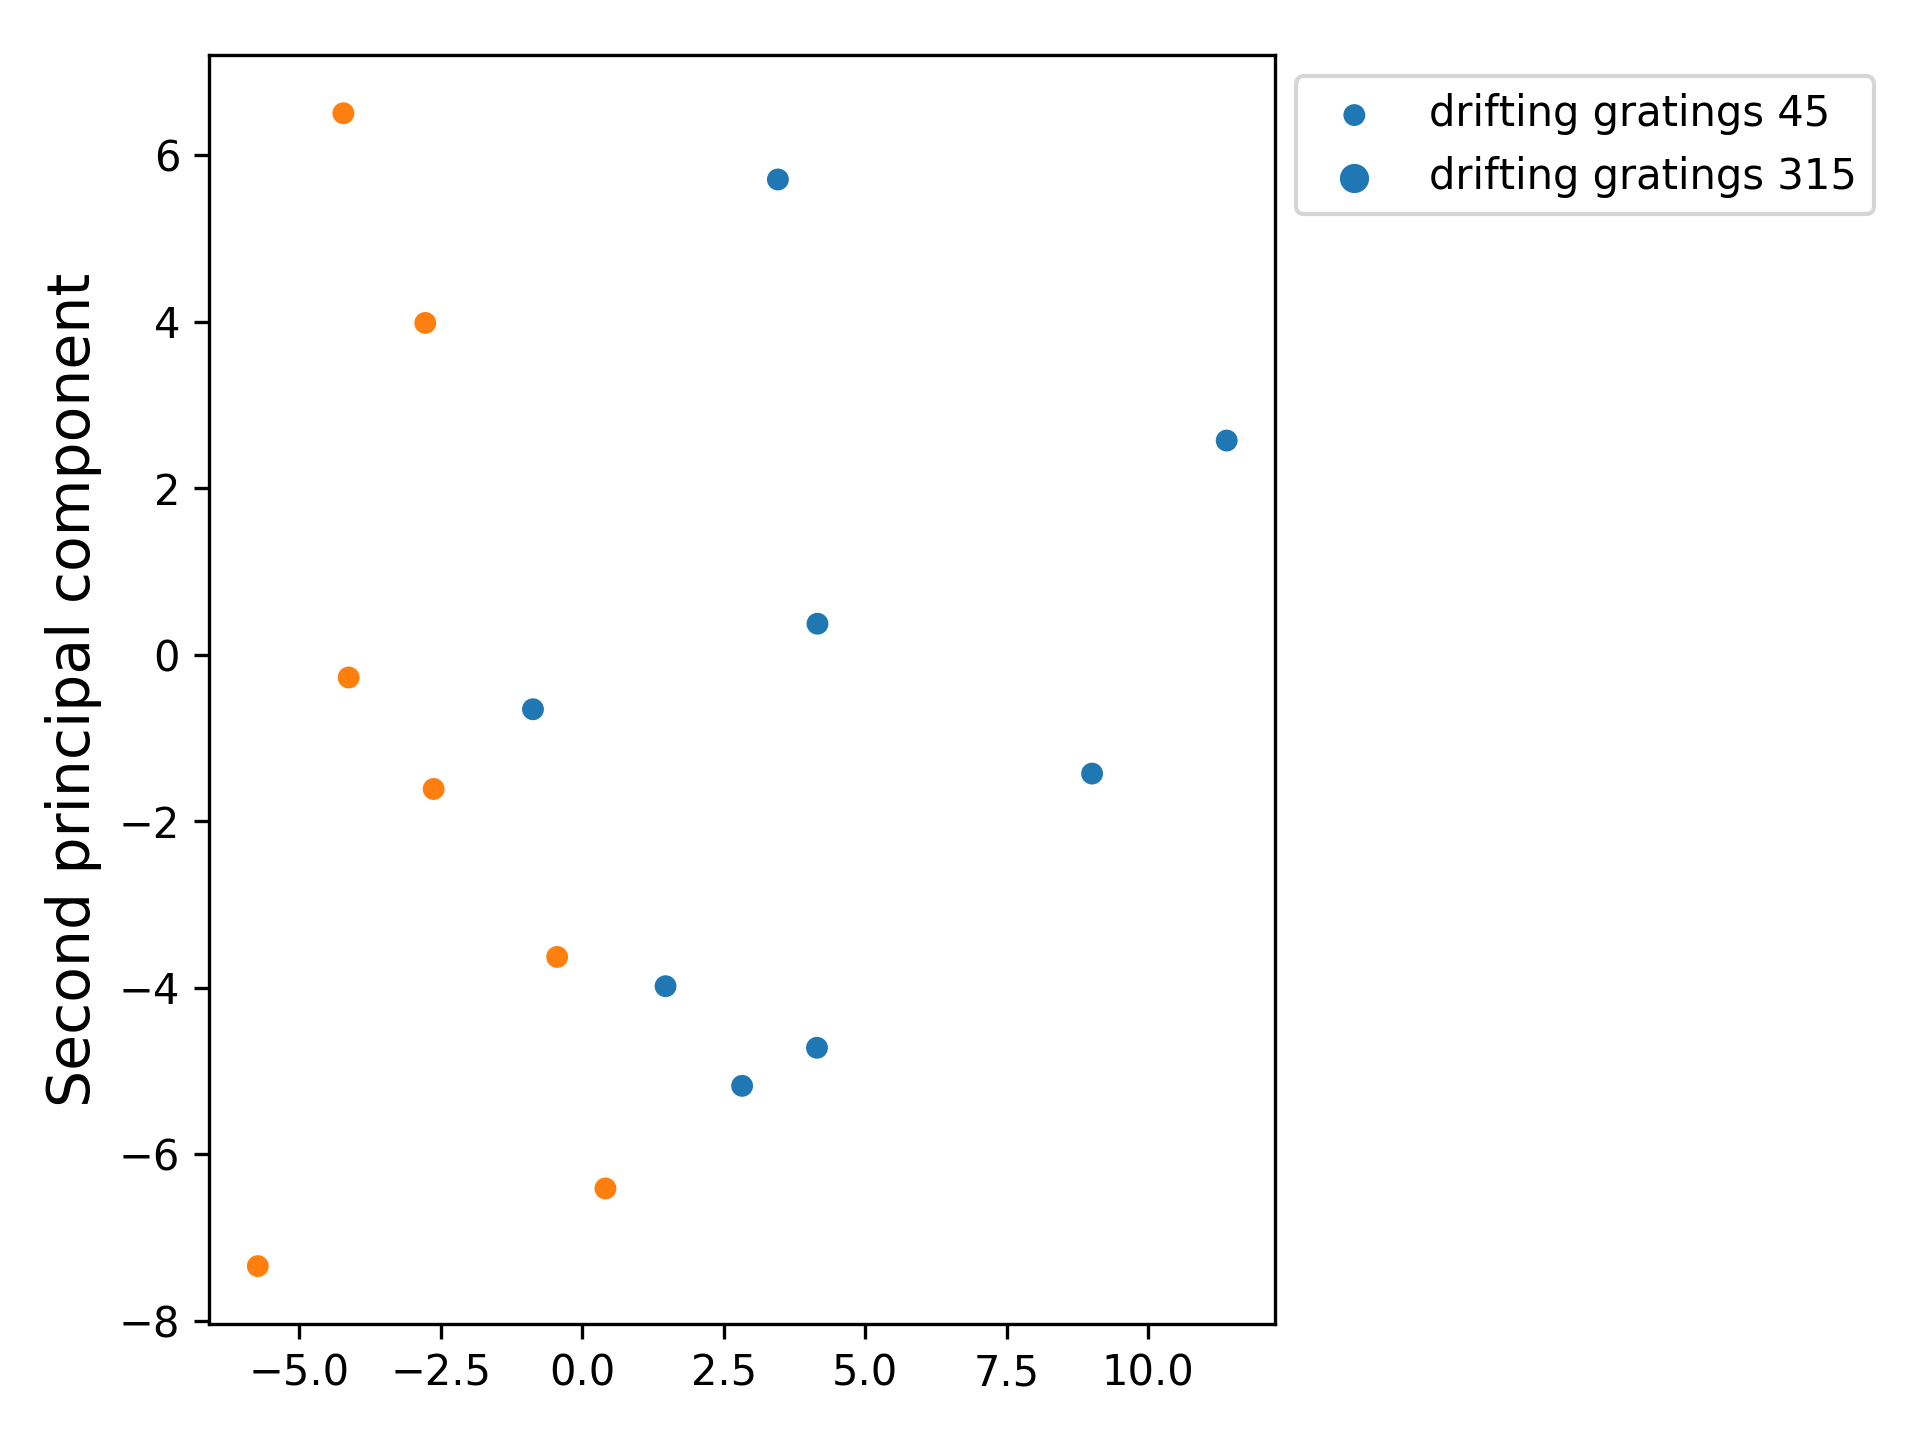 drifting gratings 45
drifting gratings 315
Second principal component
6
4
2
0
−2
−4
−6
−8
−5.0 −2.5 0.0 2.5 5.0 7.5 10.0